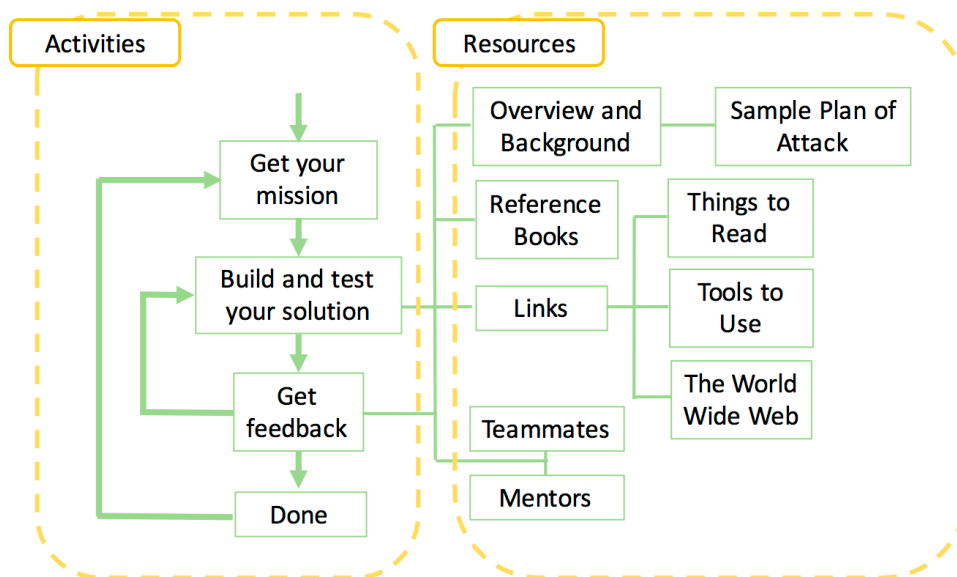 Activities
Get your
mission
Build and test
your solution
Get
feedback
Done
Resources
Overview and
Background
Sample Plan of
Attack
Reference
Books
Links
Things to
Read
Tools to
Use
The World
Wide Web
Teammates
Mentors